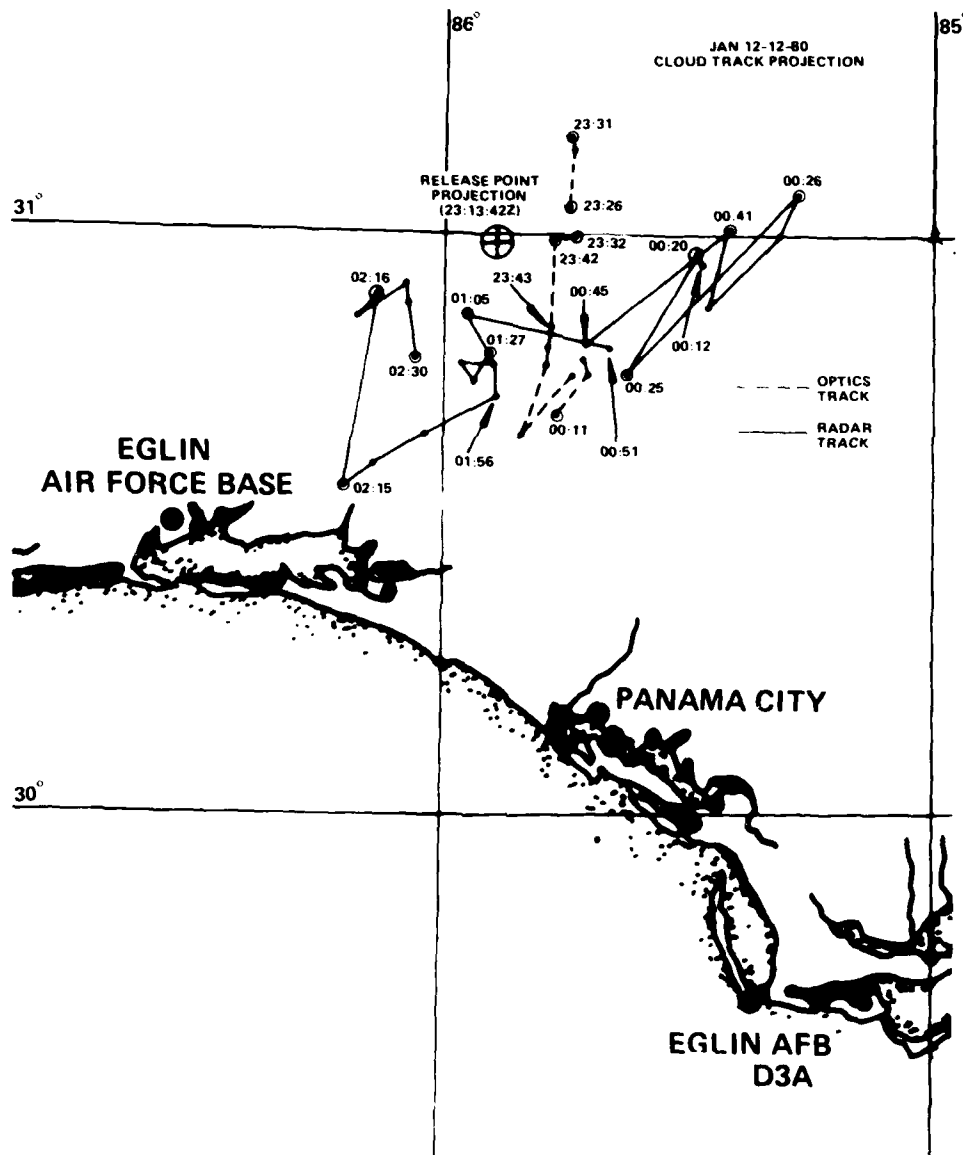 86°
85°
JAN 12-12-80
CLOUD TRACK PROJECTION
23:31
31°
RELEASE POINT
PROJECTION
(23:13:42Z)
23:26
00:26
23:32
23:42
00:20
00.41
02:16
23:43
01:05
00:45
01:27
00:12
02:30
00:25
OPTICS
TRACK
00:11
00:51
RADAR
TRACK
01:56
02:15
EGLIN
AIR FORCE BASE
PANAMA CITY
30°
EGLIN AFB
D3A